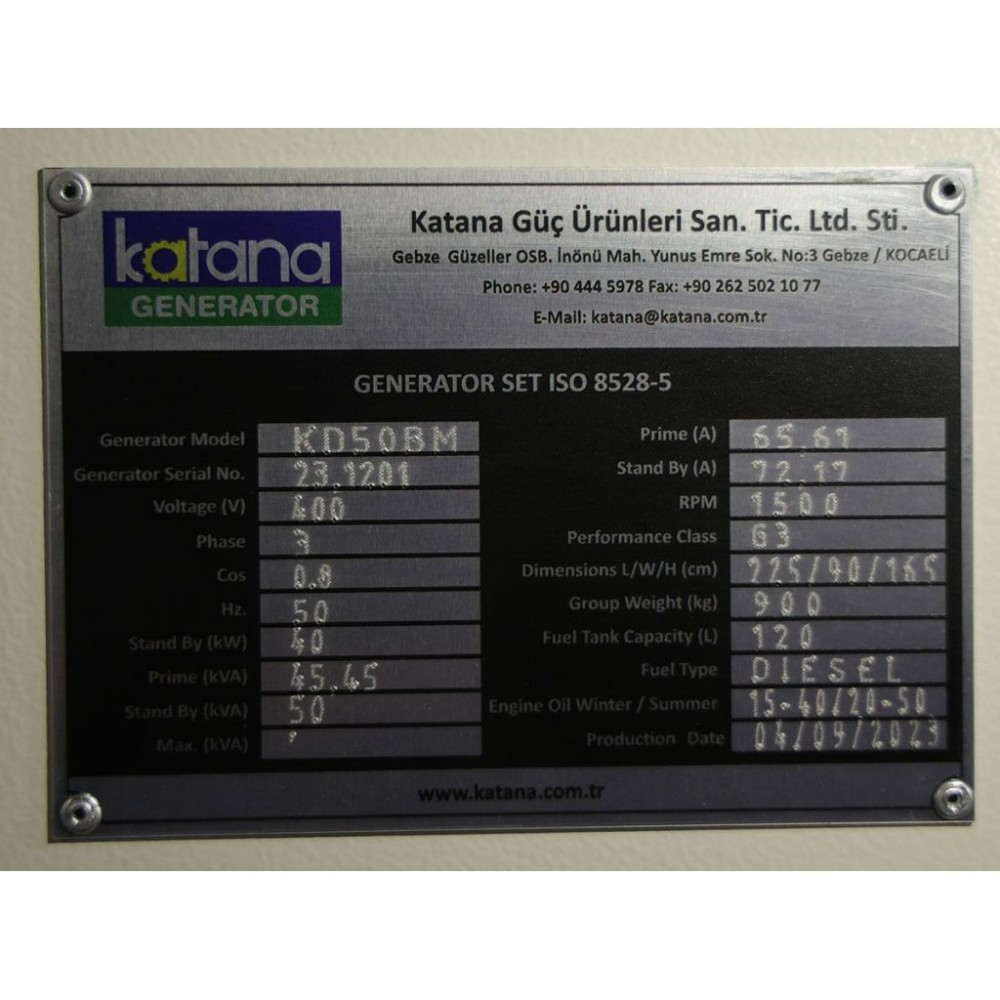 katana
GENERATOR
Katana Güç Ürünleri San. Tic. Ltd. Sti.
Gebze Güzeller OSB. İnönü Mah. Yunus Emre Sok. No:3 Gebze / KOCAELİ
Phone: +90 444 5978 Fax: +90 262 502 10 77
E-Mail: katana@katana.com.tr
GENERATOR SET ISO 8528-5
Generator Model KD50BM
Generator Serial No. 23.1201
Voltage (V) 400
Phase 3
Cos 0,8
Hz. 50
Stand By (kW) 40
Prime (kVA) 45,45
Stand By (kVA) 50
Max. (kVA) '
Prime (A) 65,61
Stand By (A) 72,17
RPM 1500
Performance Class G3
Dimensions L/W/H (cm) 225/90/165
Group Weight (kg) 900
Fuel Tank Capacity (L) 120
Fuel Type DIESEL
Engine Oil Winter / Summer 15-40/20-50
Production Date 04/09/2023
www.katana.com.tr